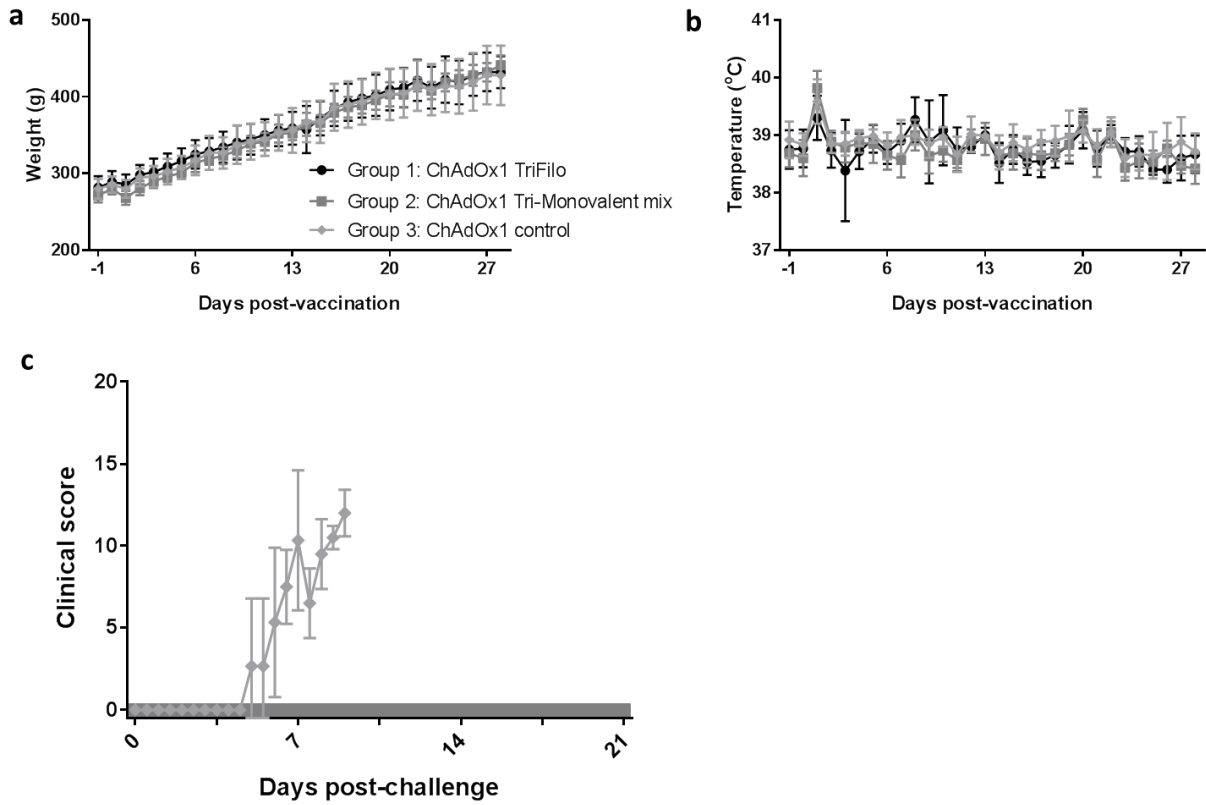 a
500
400
300
200
Weight (g)
Group 1: ChAdOx1 TriFilo
Group 2: ChAdOx1 Tri-Monovalent mix
Group 3: ChAdOx1 control
-1 6 13 20 27
Days post-vaccination
b
41
40
39
38
37
Temperature (°C)
-1 6 13 20 27
Days post-vaccination
c
20
15
10
5
0
Clinical score
0 7 14 21
Days post-challenge